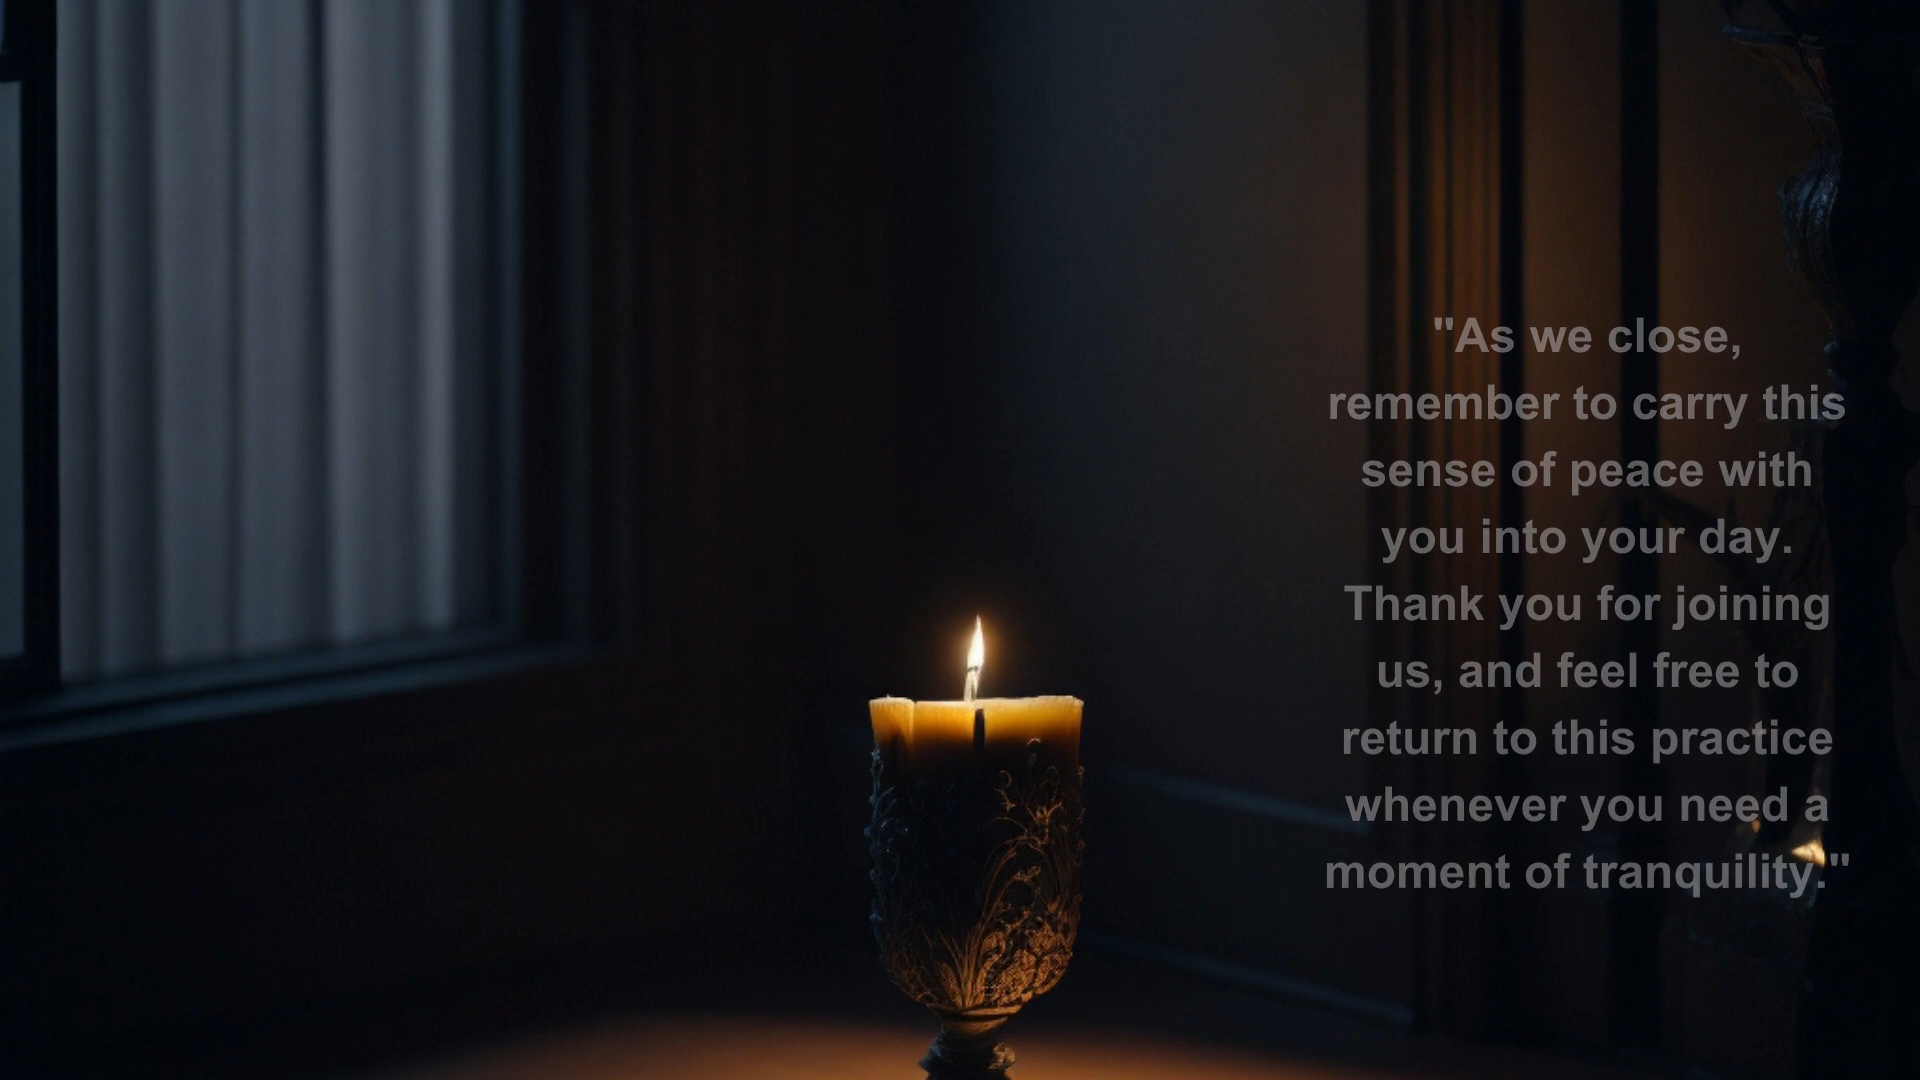 "As we close,
remember to carry this
sense of peace with
you into your day.
Thank you for joining
us, and feel free to
return to this practice
whenever you need a
moment of tranquility."